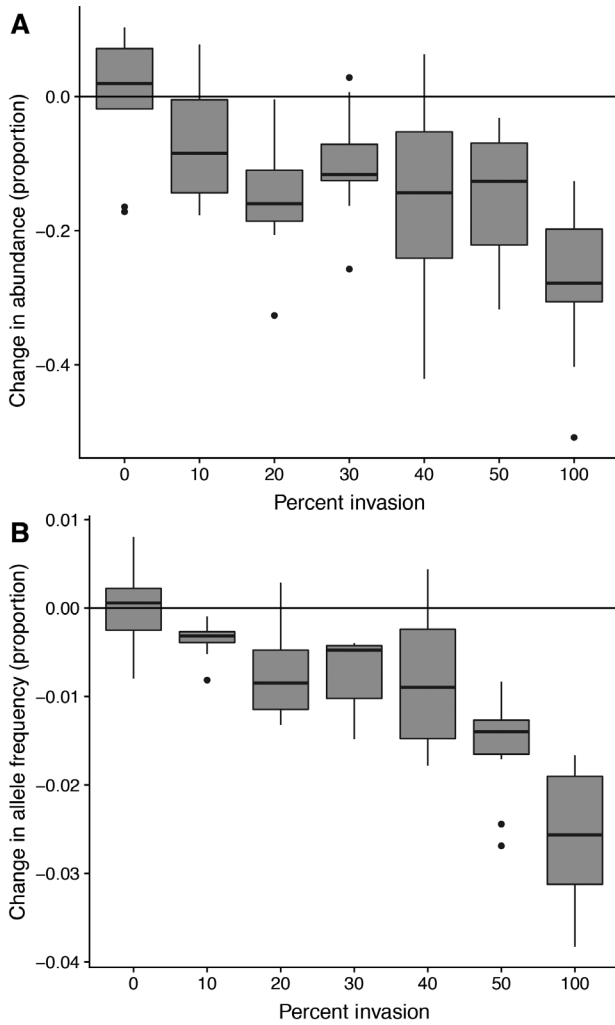 A
Change in abundance (proportion)
0.0
−0.2
−0.4
0 10 20 30 40 50 100
Percent invasion
B
Change in allele frequency (proportion)
0.01
0.00
−0.01
−0.02
−0.03
−0.04
0 10 20 30 40 50 100
Percent invasion